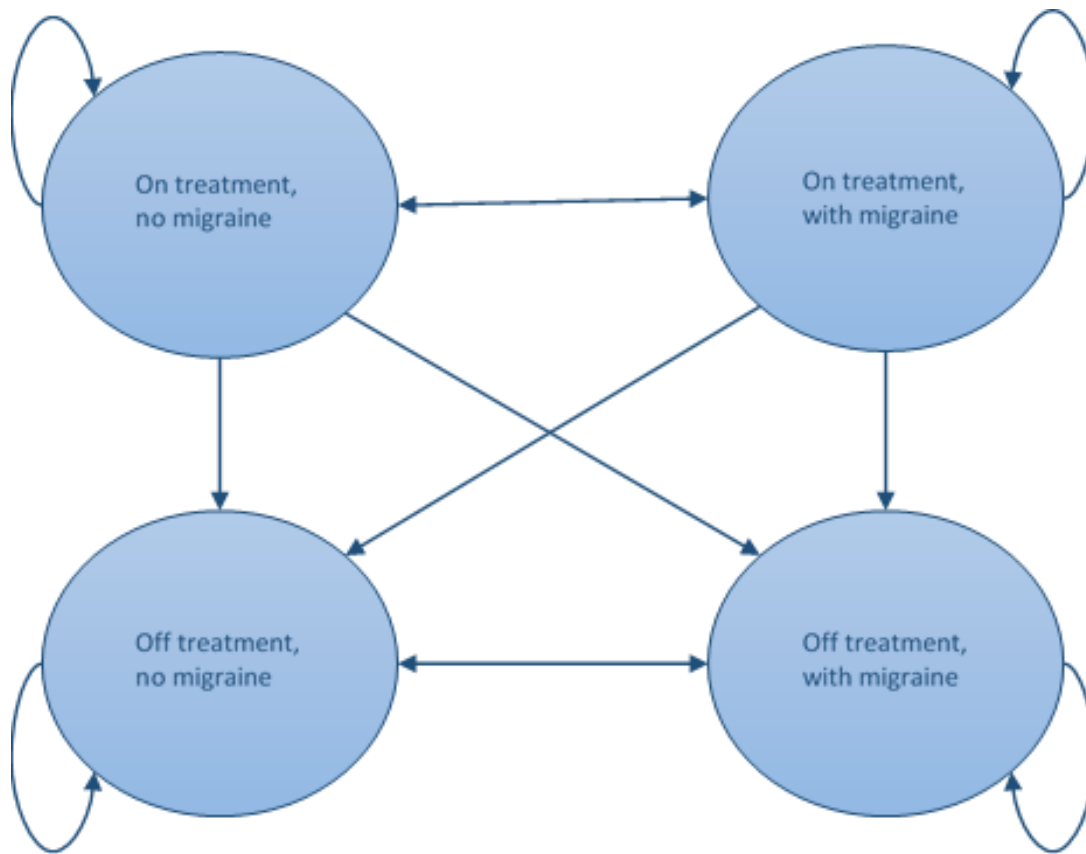 On treatment,
no migraine
On treatment,
with migraine
Off treatment,
no migraine
Off treatment,
with migraine